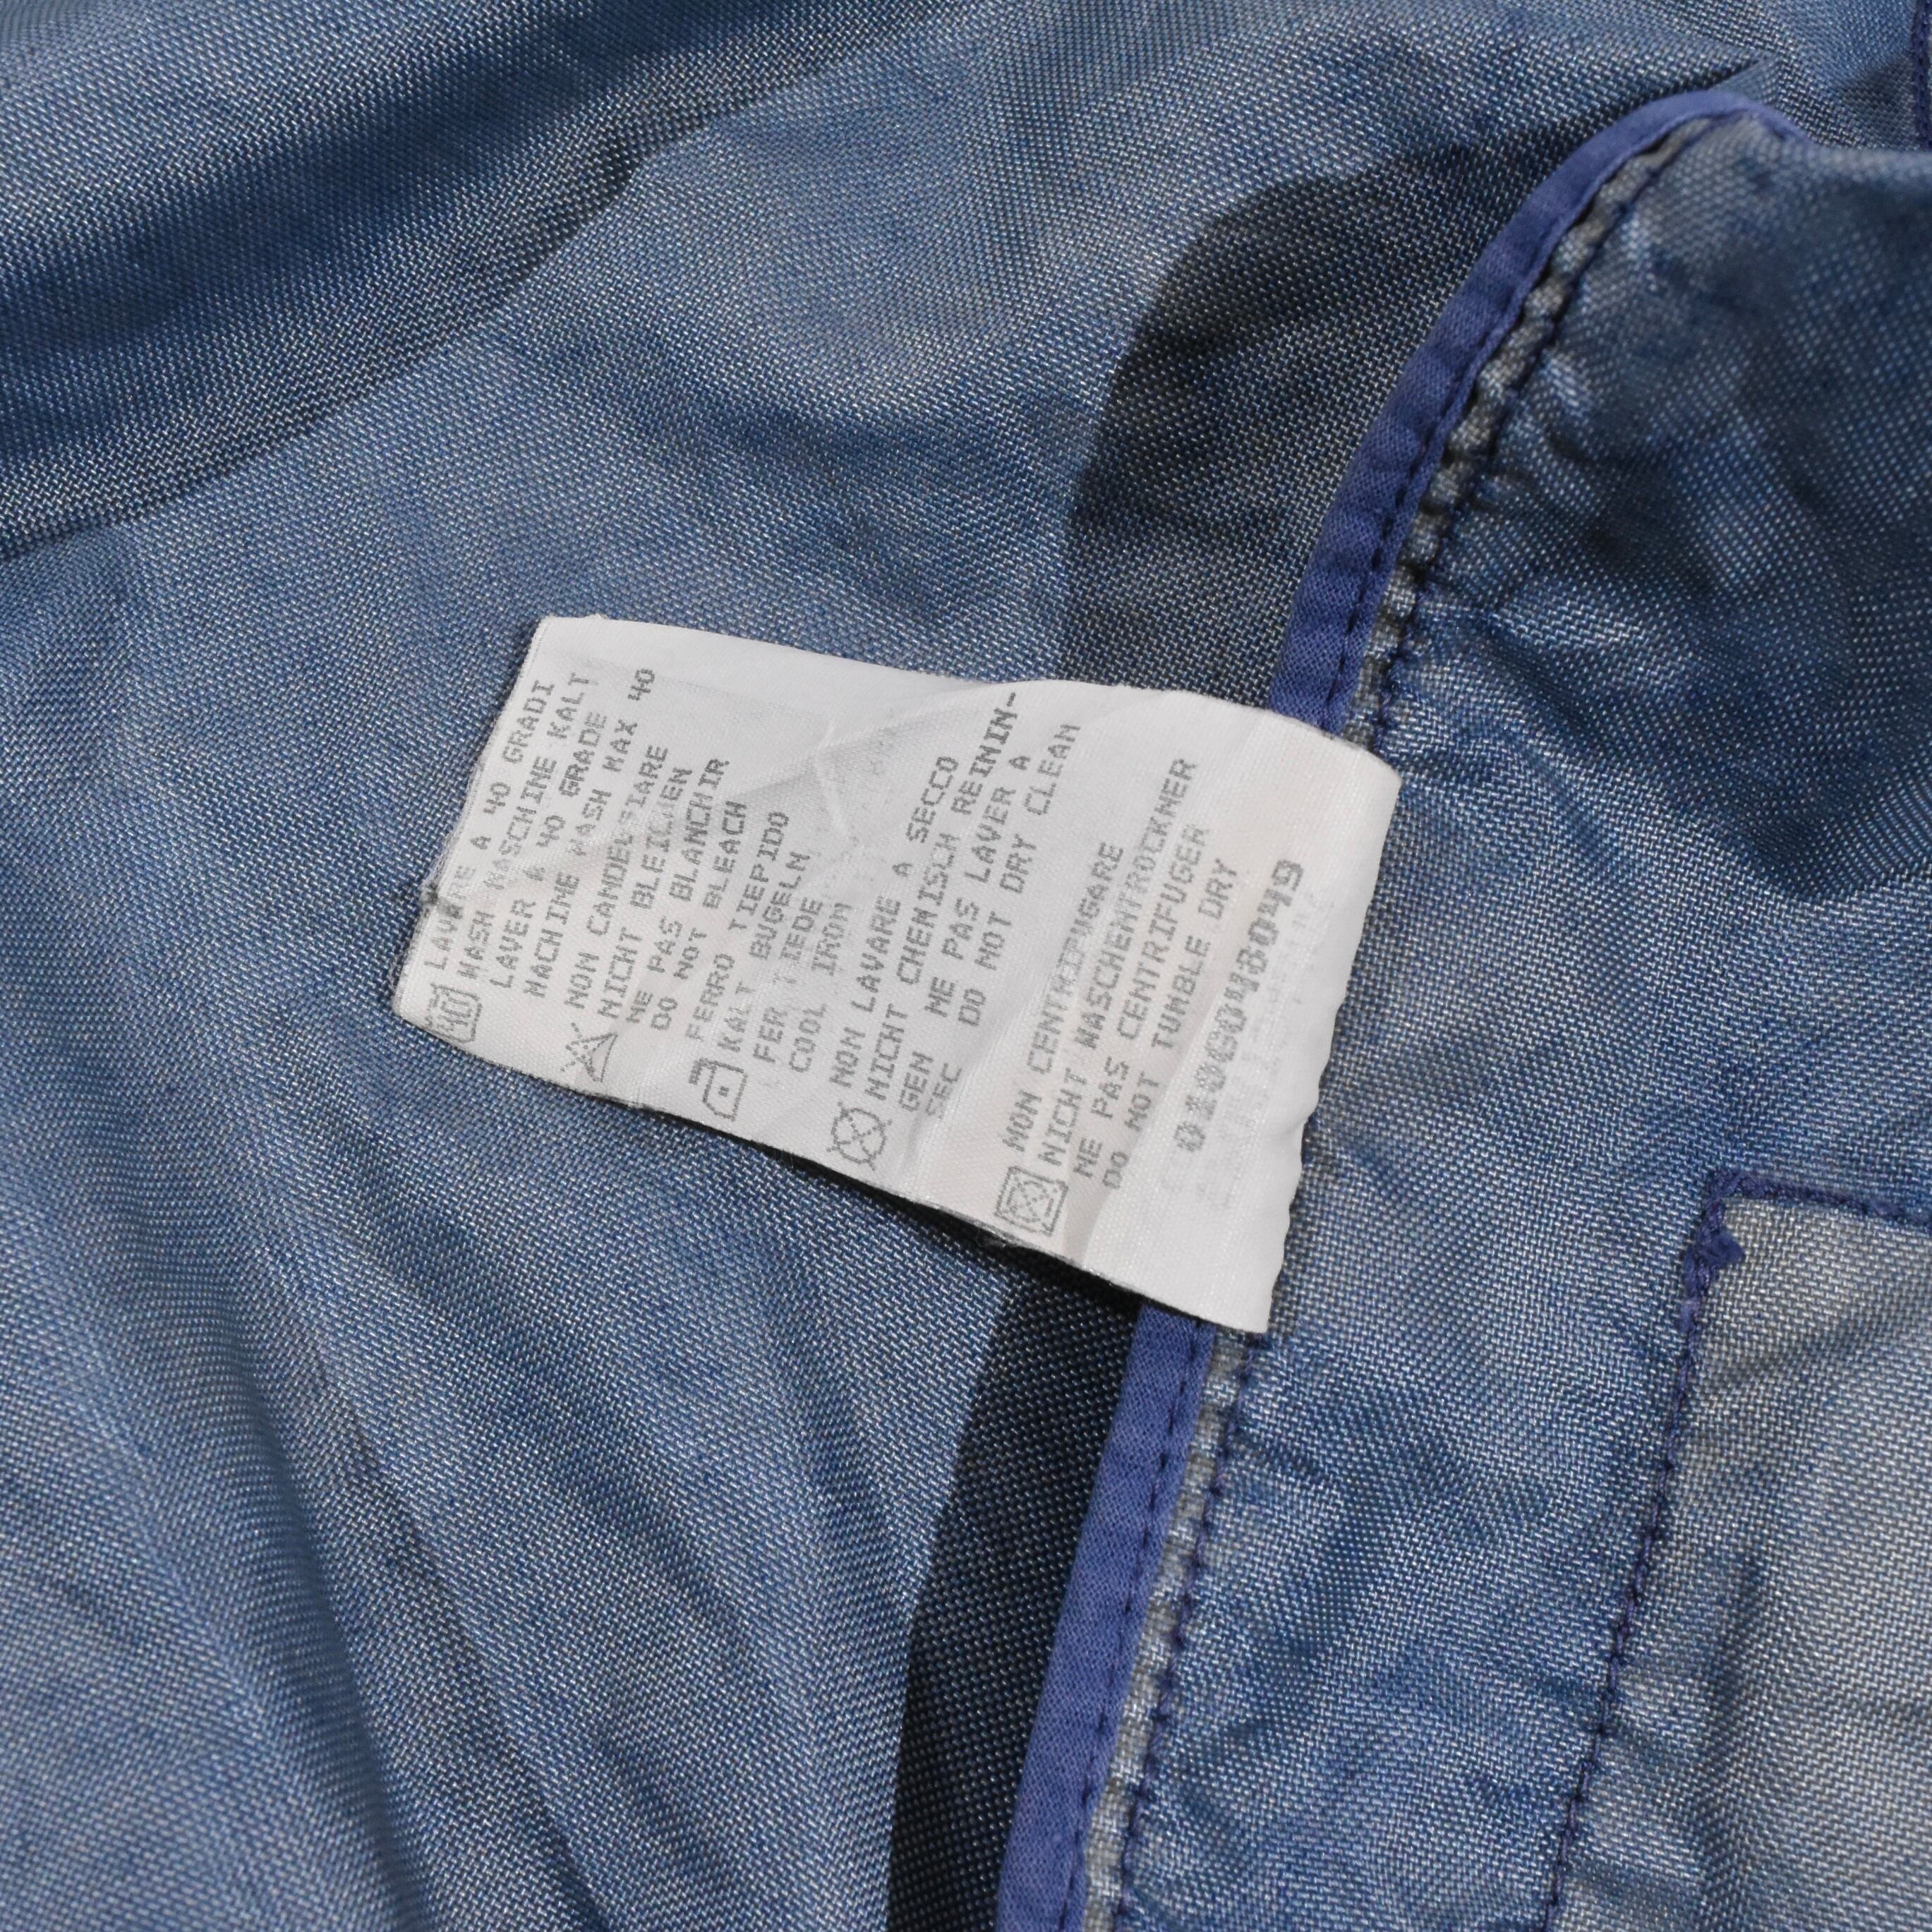 LAVARE A 40 GRADI
WASH MASCHINE KALT
LAVER A 40 GRADE
MACHINE WASH MAX 40
NON CANDEGGIARE
NICHT BLEICHEN
NE PAS BLANCHIR
DO NOT BLEACH
FERRO TIEPIDO
KALT BUGELN
FER TIEDE
COOL IRON
NON LAVARE A SECCO
NICHT CHEMISCH REININ-
GEN NE PAS LAVER A
SEC DO NOT DRY CLEAN
NON CENTRIFUGARE
NICHT WASCHENTROCKNER
NE PAS CENTRIFUGER
DO NOT TUMBLE DRY